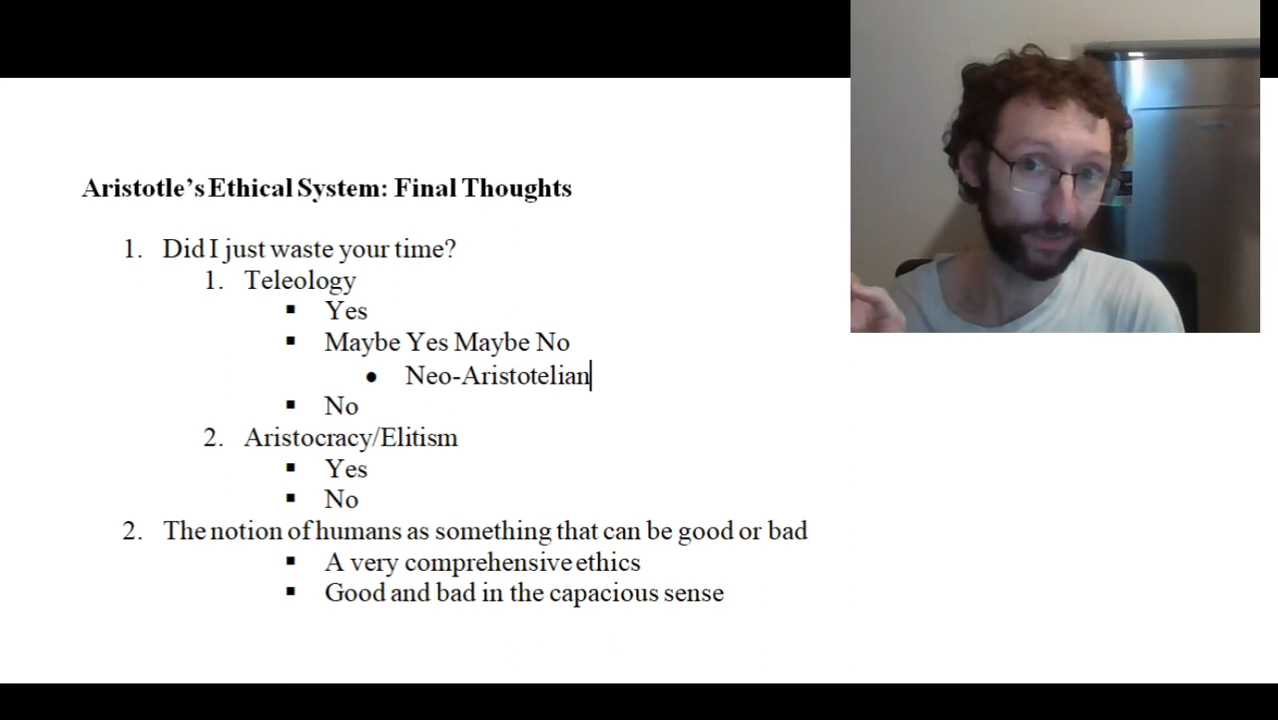 Aristotle's Ethical System: Final Thoughts
1. Did I just waste your time?
1. Teleology
▪ Yes
▪ Maybe Yes Maybe No
• Neo-Aristotelian
▪ No
2. Aristocracy/Elitism
▪ Yes
▪ No
2. The notion of humans as something that can be good or bad
▪ A very comprehensive ethics
▪ Good and bad in the capacious sense